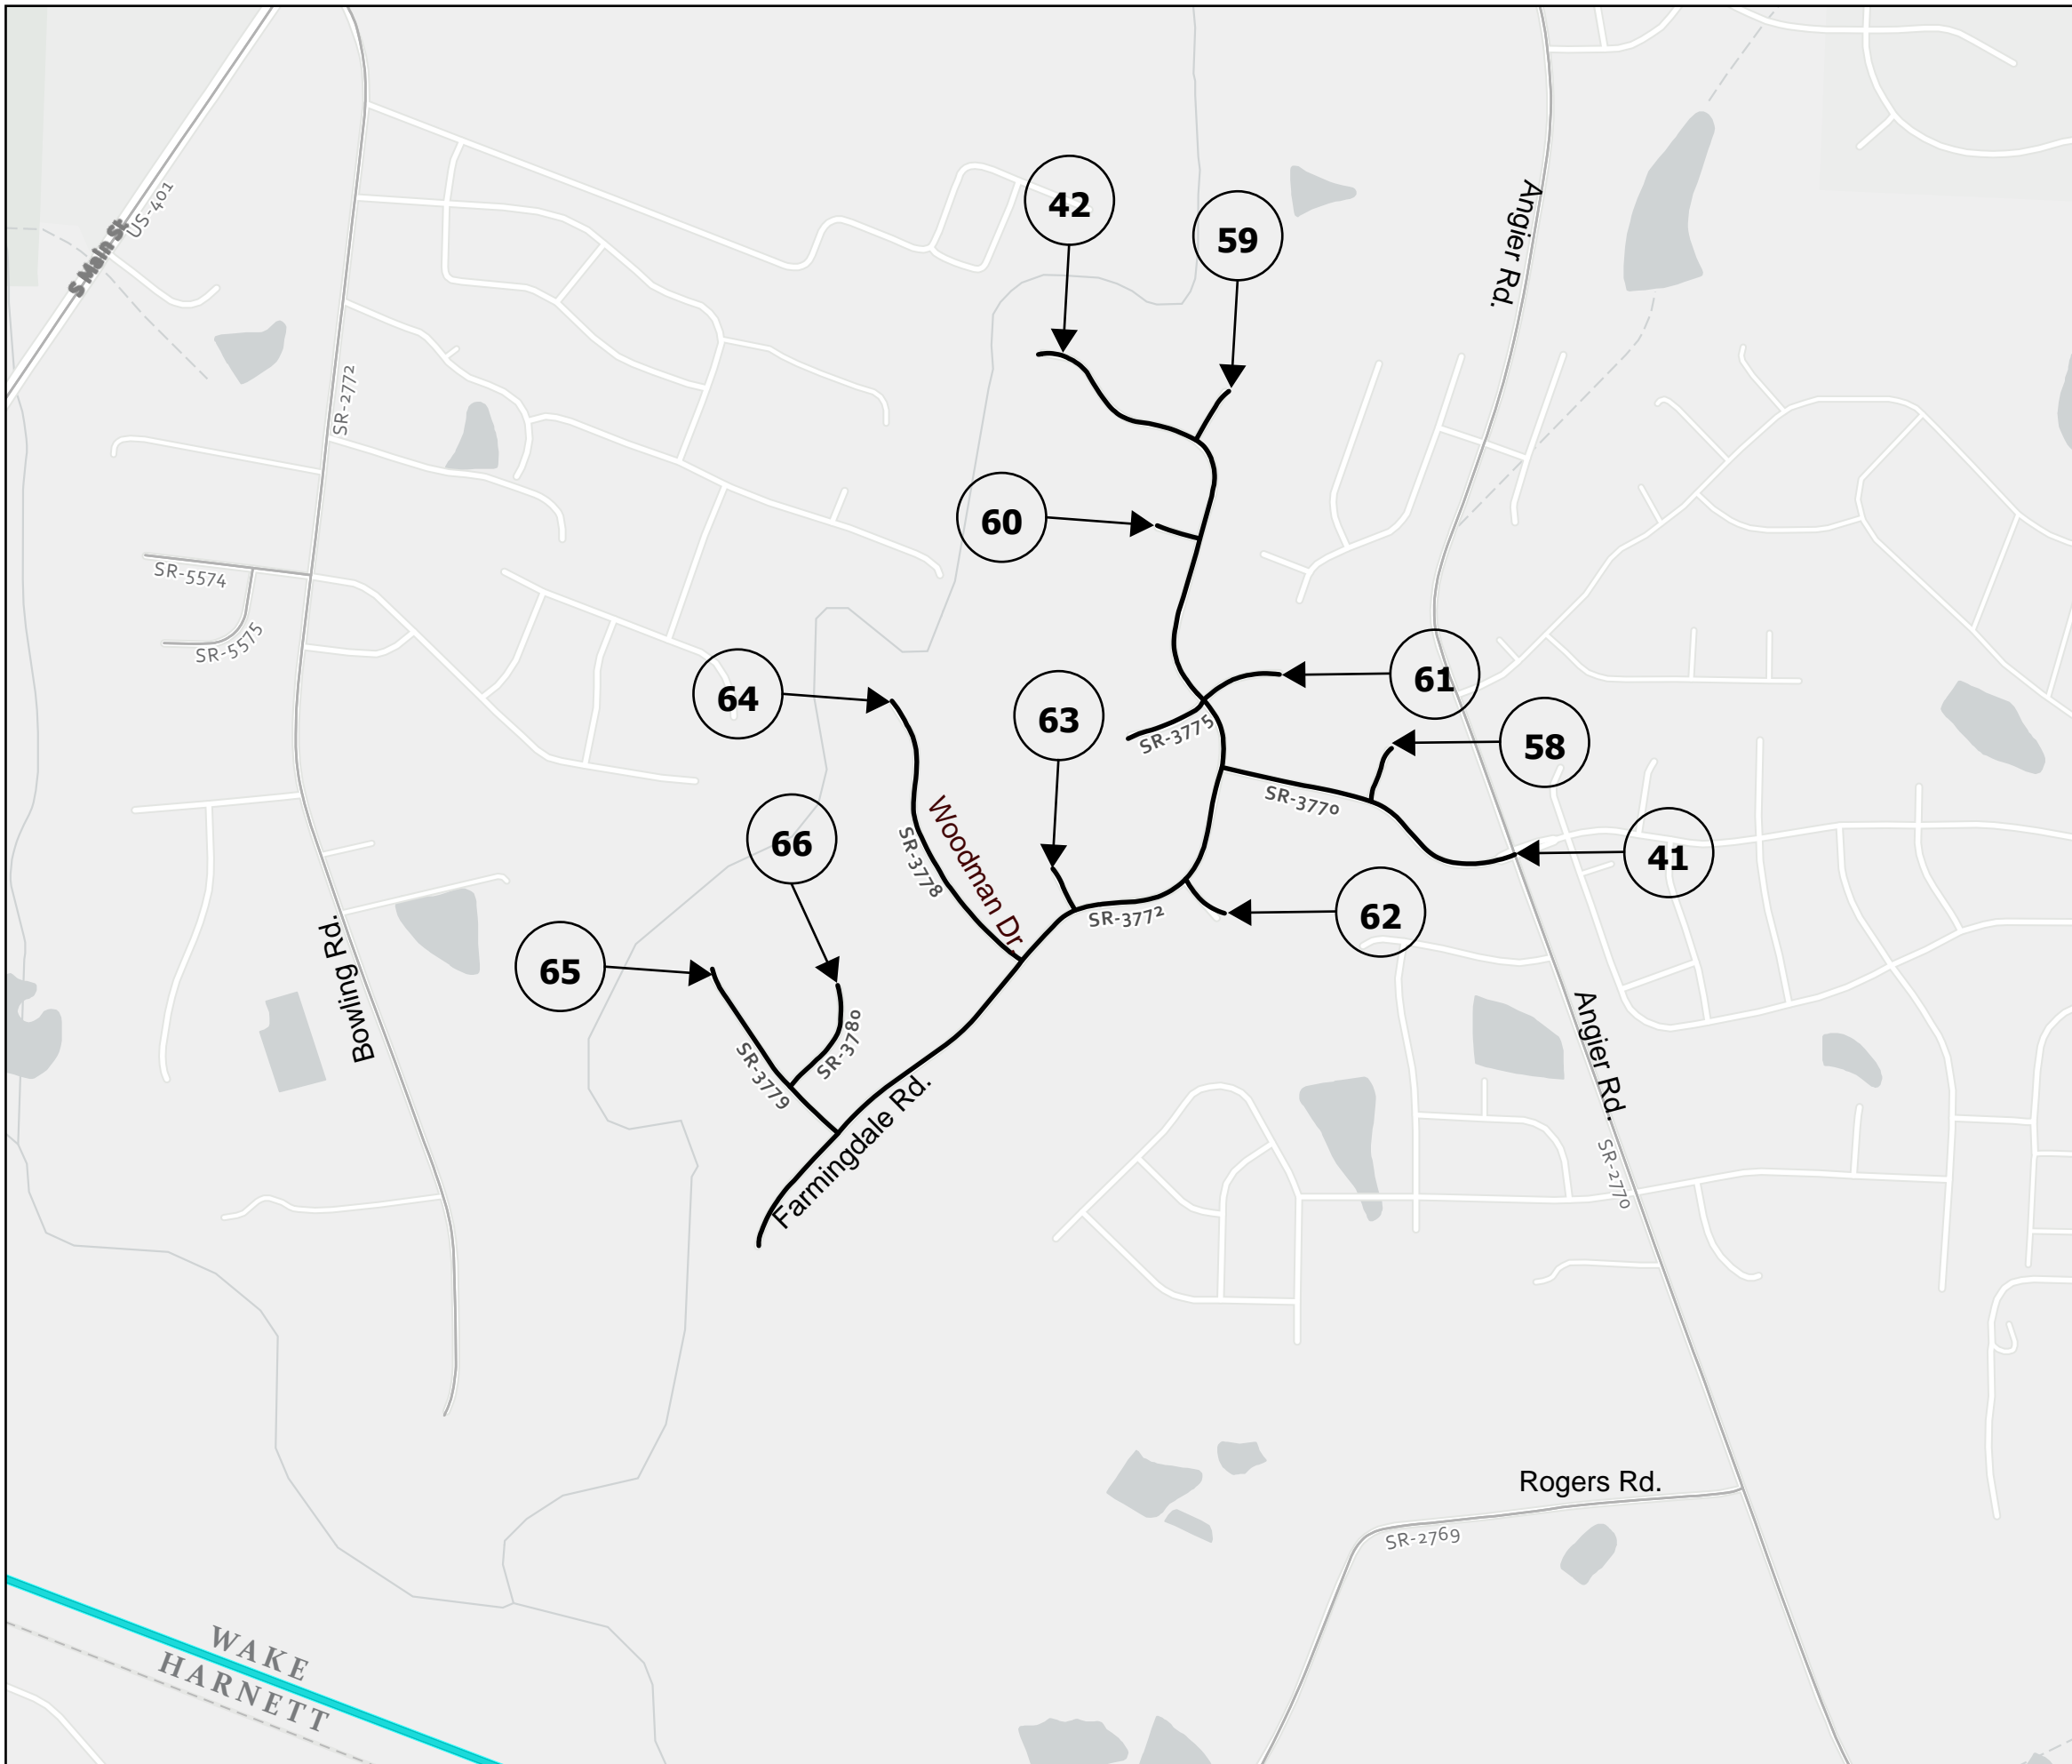 US-401
S Main St
42
59
Angier Rd.
SR-2772
60
SR-5574
SR-5575
64
63
61
SR-3775
58
SR-3770
41
66
Woodman Dr.
SR-3778
62
SR-3772
65
Bowling Rd.
SR-3779
SR-3780
Angier Rd.
Farmingdale Rd.
SR-2770
Rogers Rd.
SR-2769
WAKE
HARNETT